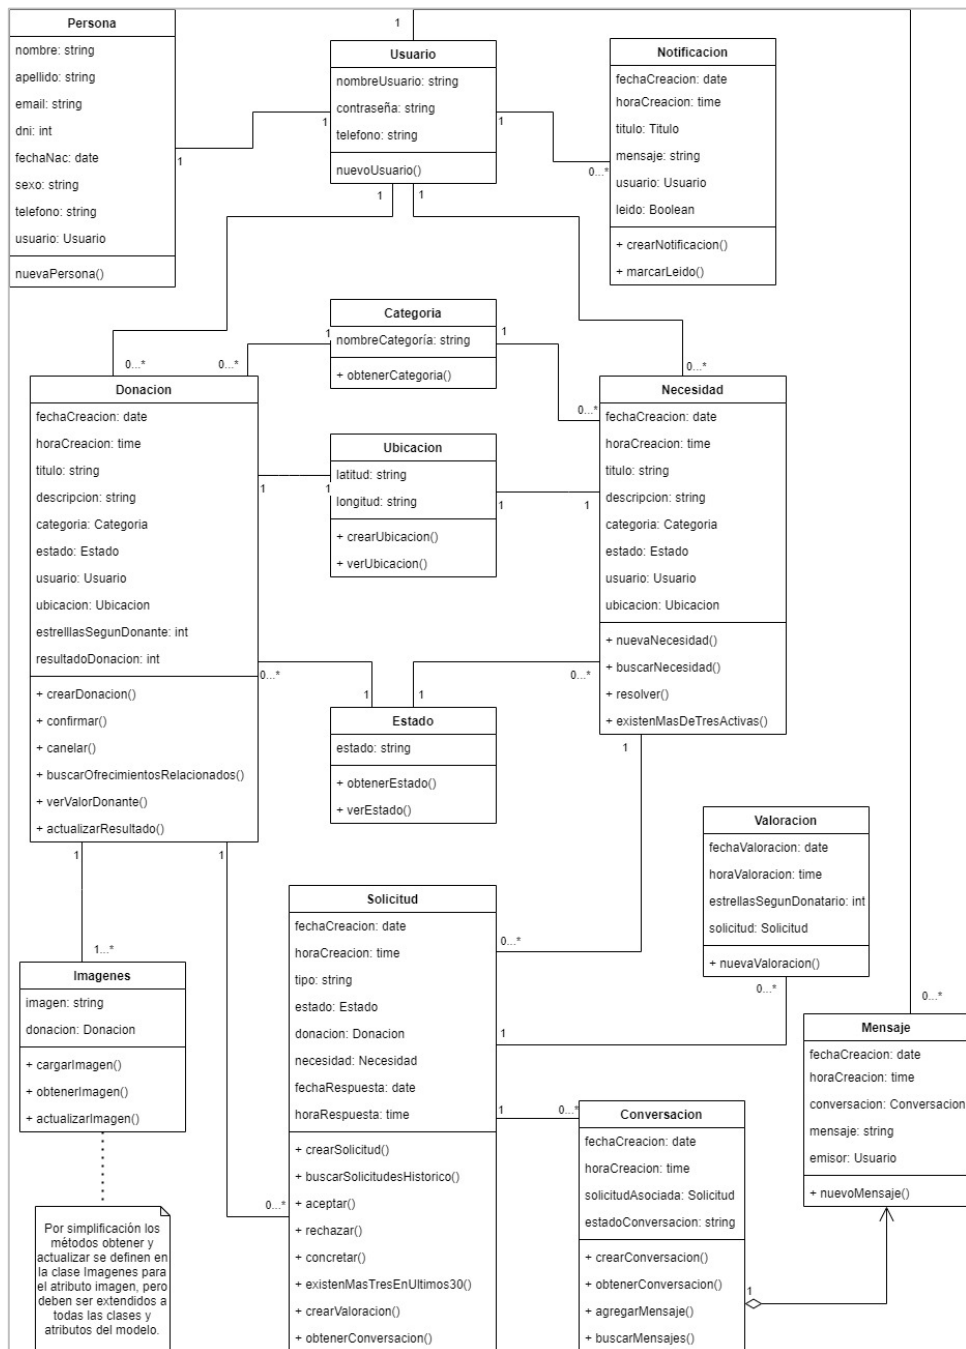 Persona
nombre: string
apellido: string
email: string
dni: int
fechaNac: date
sexo: string
telefono: string
usuario: Usuario
nuevaPersona()
1
1
1
Usuario
nombreUsuario: string
contraseña: string
telefono: string
nuevoUsuario()
1
1
1
0...*
Notificacion
fechaCreacion: date
horaCreacion: time
titulo: Titulo
mensaje: string
usuario: Usuario
leido: Boolean
+ crearNotificacion()
+ marcarLeido()
Categoria
nombreCategoría: string
+ obtenerCategoria()
1
1
0...*
0...*
0...*
0...*
Donacion
fechaCreacion: date
horaCreacion: time
titulo: string
descripcion: string
categoria: Categoria
estado: Estado
usuario: Usuario
ubicacion: Ubicacion
estrelllasSegunDonante: int
resultadoDonacion: int
+ crearDonacion()
+ confirmar()
+ canelar()
+ buscarOfrecimientosRelacionados()
+ verValorDonante()
+ actualizarResultado()
Ubicacion
latitud: string
longitud: string
+ crearUbicacion()
+ verUbicacion()
1
1
1
1
Necesidad
fechaCreacion: date
horaCreacion: time
titulo: string
descripcion: string
categoria: Categoria
estado: Estado
usuario: Usuario
ubicacion: Ubicacion
+ nuevaNecesidad()
+ buscarNecesidad()
+ resolver()
+ existenMasDeTresActivas()
0...*
0...*
1
1
Estado
estado: string
+ obtenerEstado()
+ verEstado()
1
1
1
Valoracion
fechaValoracion: date
horaValoracion: time
estrellasSegunDonatario: int
solicitud: Solicitud
+ nuevaValoracion()
0...*
Solicitud
fechaCreacion: date
horaCreacion: time
tipo: string
estado: Estado
donacion: Donacion
necesidad: Necesidad
fechaRespuesta: date
horaRespuesta: time
+ crearSolicitud()
+ buscarSolicitudesHistorico()
+ aceptar()
+ rechazar()
+ concretar()
+ existenMasTresEnUltimos30()
+ crearValoracion()
+ obtenerConversacion()
0...*
1
1
0...*
0...*
1...*
Imagenes
imagen: string
donacion: Donacion
+ cargarImagen()
+ obtenerImagen()
+ actualizarImagen()
Por simplificación los
métodos obtener y
actualizar se definen en
la clase Imagenes para
el atributo imagen, pero
deben ser extendidos a
todas las clases y
atributos del modelo.
Conversacion
fechaCreacion: date
horaCreacion: time
solicitudAsociada: Solicitud
estadoConversacion: string
+ crearConversacion()
+ obtenerConversacion()
+ agregarMensaje()
+ buscarMensajes()
1
0...*
Mensaje
fechaCreacion: date
horaCreacion: time
conversacion: Conversacion
mensaje: string
emisor: Usuario
+ nuevoMensaje()